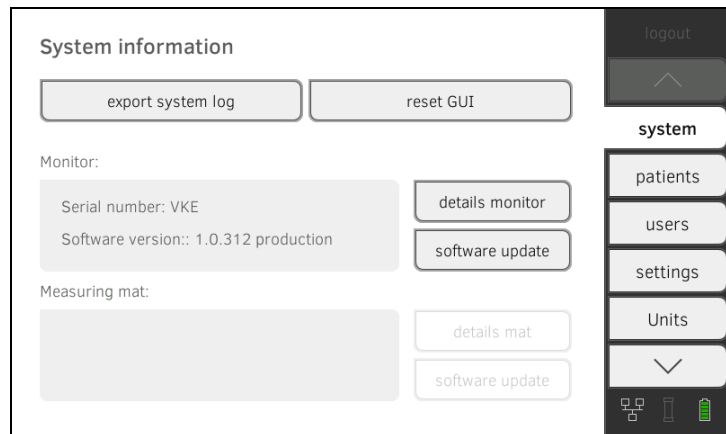 System information
export system log
reset GUI
Monitor:
Serial number: VKE
Software version:: 1.0.312 production
details monitor
software update
Measuring mat:
details mat
software update
logout
system
patients
users
settings
Units